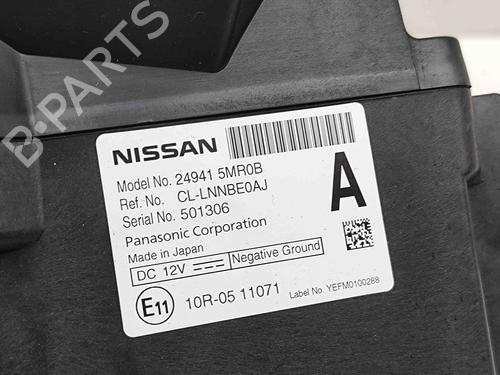 B-PARTS
NISSAN
Model No. 24941 5MR0B
Ref. No. CL-LNNBE0AJ
Serial No. 501306
A
Panasonic Corporation
Made in Japan
DC 12V Negative Ground
E11 10R-05 11071 Label No. YEFM0100288